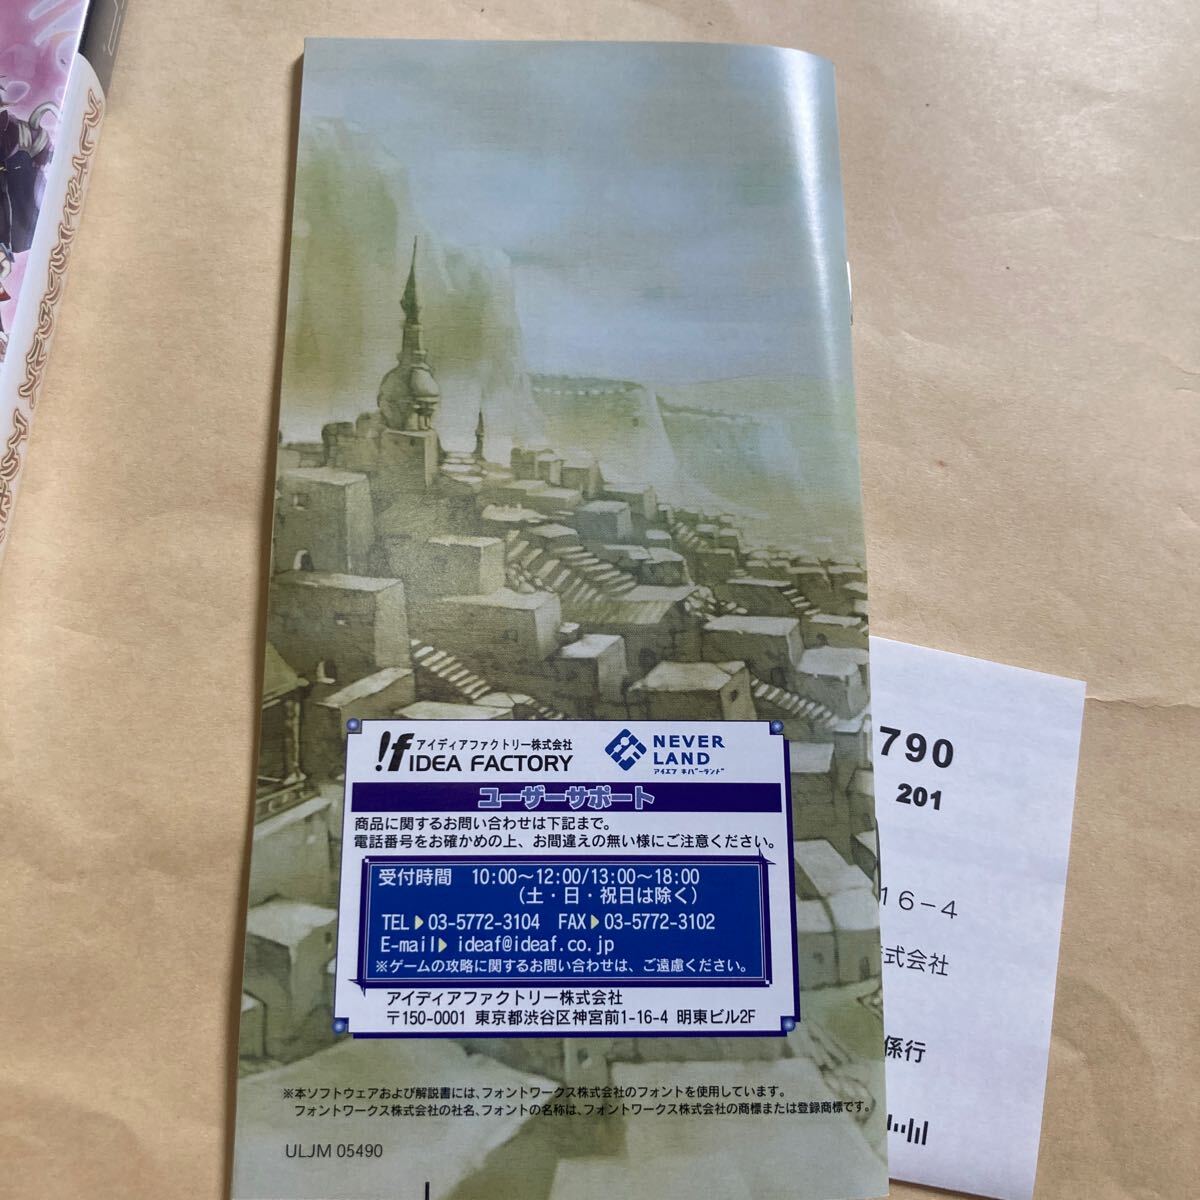 アイディアファクトリー株式会社
!f IDEA FACTORY
NEVER
LAND
アイエフ ネバーランド
ユーザーサポート
商品に関するお問い合わせは下記まで。
電話番号をお確かめの上、お間違えの無い様にご注意ください。
受付時間 10:00～12:00/13:00～18:00
(土・日・祝日は除く)
TEL 03-5772-3104 FAX 03-5772-3102
E-mail ideaf@ideaf.co.jp
※ゲームの攻略に関するお問い合わせは、ご遠慮ください。
アイディアファクトリー株式会社
〒150-0001 東京都渋谷区神宮前1-16-4 明東ビル2F
※本ソフトウェアおよび解説書には、フォントワークス株式会社のフォントを使用しています。
フォントワークス株式会社の社名、フォントの名称は、フォントワークス株式会社の商標または登録商標です。
ULJM 05490
790
201
16-4
式会社
係行